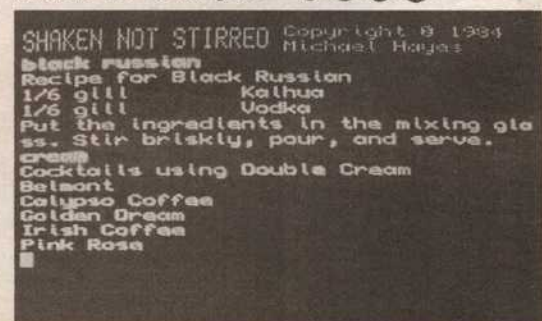 SHAKEN NOT STIRRED Copyright © 1984
Michael Hayes
black russian
Recipe for Black Russian
1/6 gill Kalhua
1/6 gill Vodka
Put the ingredients in the mixing gla
ss. Stir briskly, pour, and serve.
cream
Cocktails using Double Cream
Belmont
Calypso Coffee
Golden Dream
Irish Coffee
Pink Rose